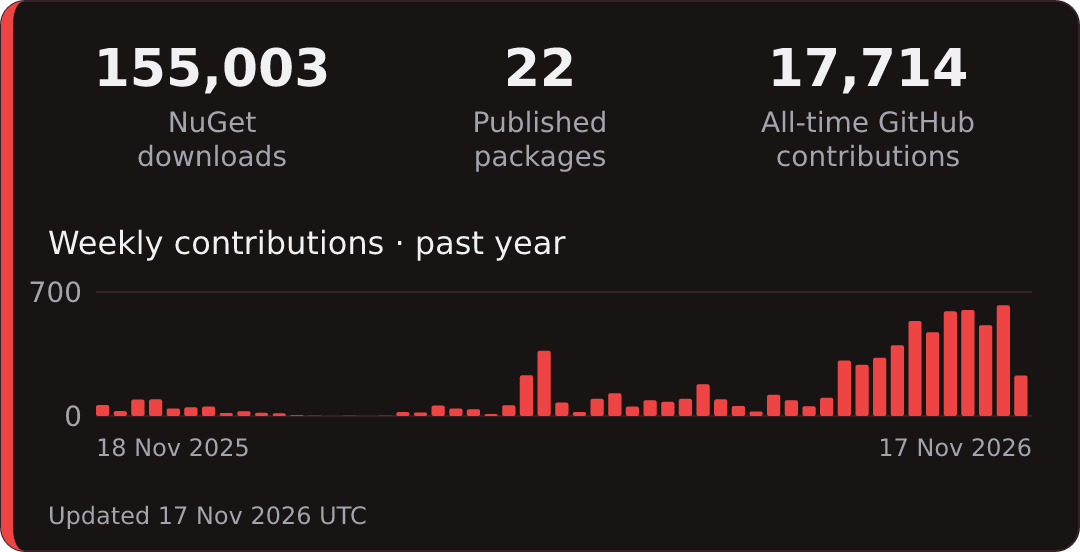 155,003 22 17,714
NuGet Published All-time GitHub
downloads packages contributions
Weekly contributions · past year
700
0
18 Nov 2025 17 Nov 2026
Updated 17 Nov 2026 UTC